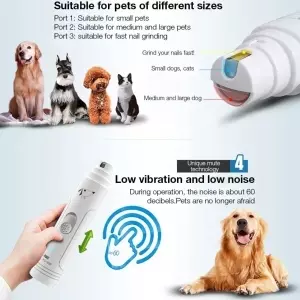 Suitable for pets of different sizes
Port 1: Suitable for small pets
Port 2: Suitable for medium and large pets
Port 3: suitable for fast nail grinding
Grind your nails fast!
Small dogs, cats
Medium and large dog
Unique mute
technology
4
Low vibration and low noise
During operation, the noise is about 60
decibels.Pets are no longer afraid